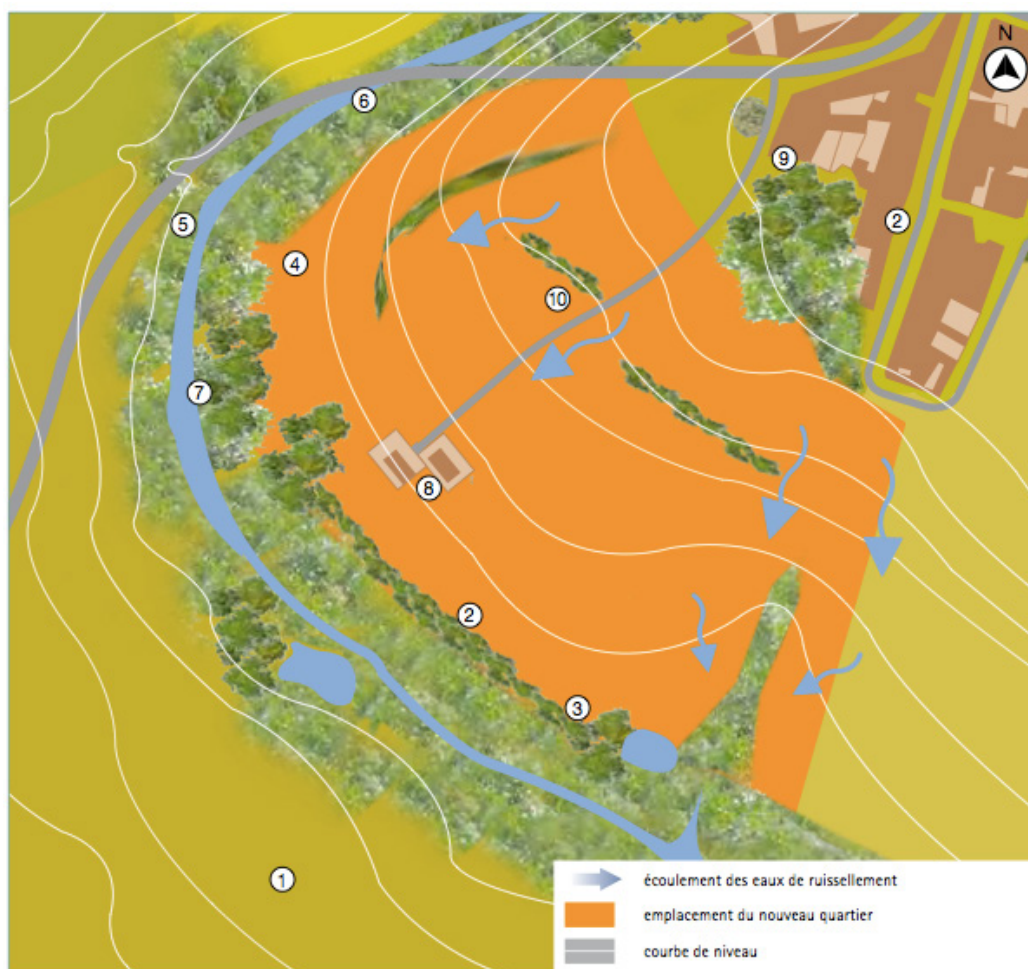 N
6
9
5
2
4
10
7
8
2
3
1
écoulement des eaux de ruissellement
emplacement du nouveau quartier
courbe de niveau